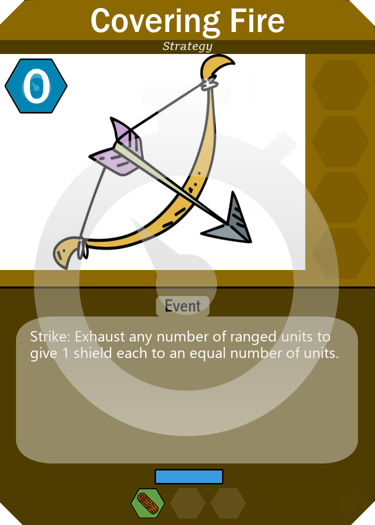 Covering Fire
Strategy
0
Event
Strike: Exhaust any number of ranged units to
give 1 shield each to an equal number of units.